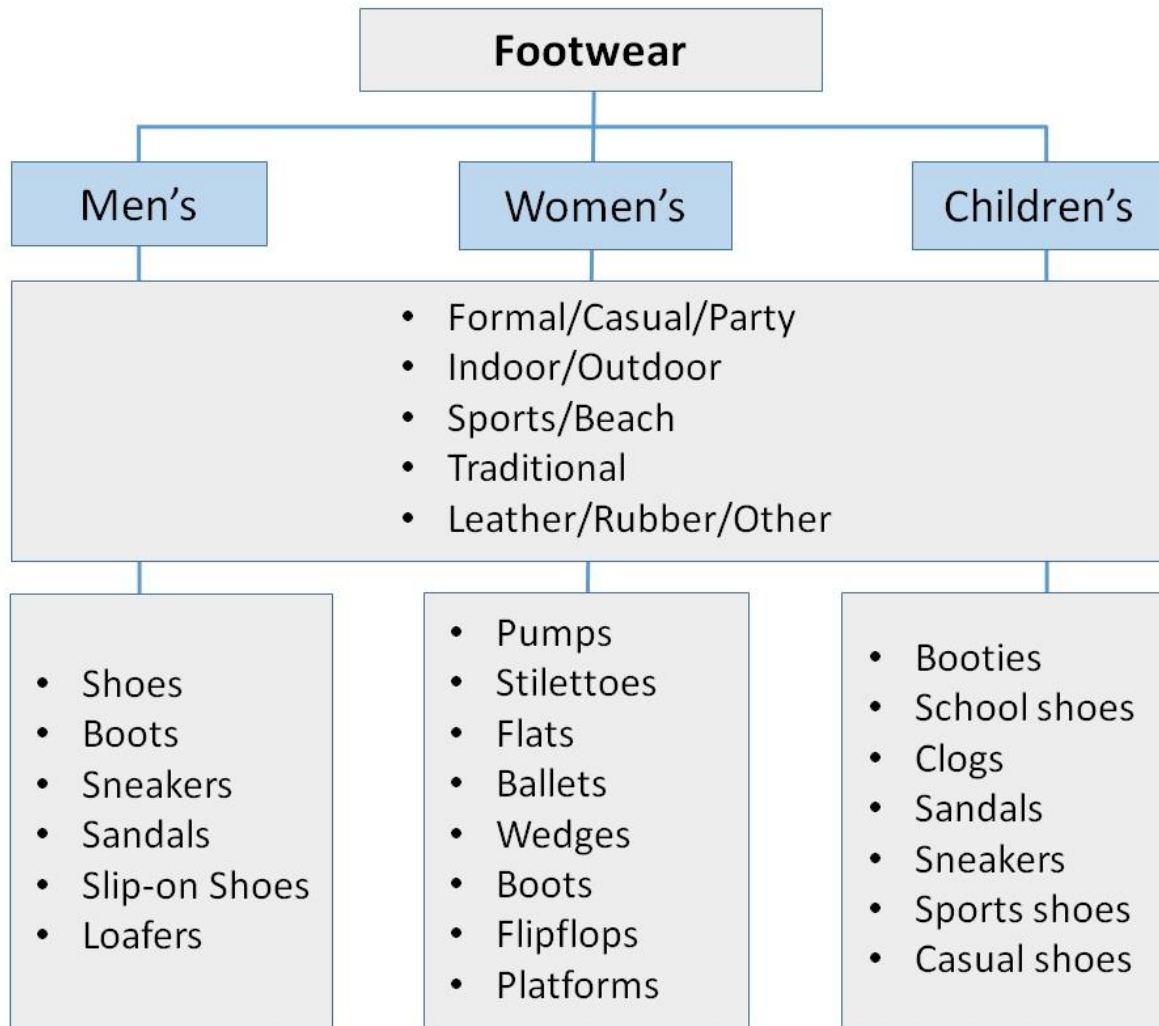 Footwear
Men's
Women's
Children's
• Formal/Casual/Party
• Indoor/Outdoor
• Sports/Beach
• Traditional
• Leather/Rubber/Other
• Shoes
• Boots
• Sneakers
• Sandals
• Slip-on Shoes
• Loafers
• Pumps
• Stilettoes
• Flats
• Ballets
• Wedges
• Boots
• Flipflops
• Platforms
• Booties
• School shoes
• Clogs
• Sandals
• Sneakers
• Sports shoes
• Casual shoes